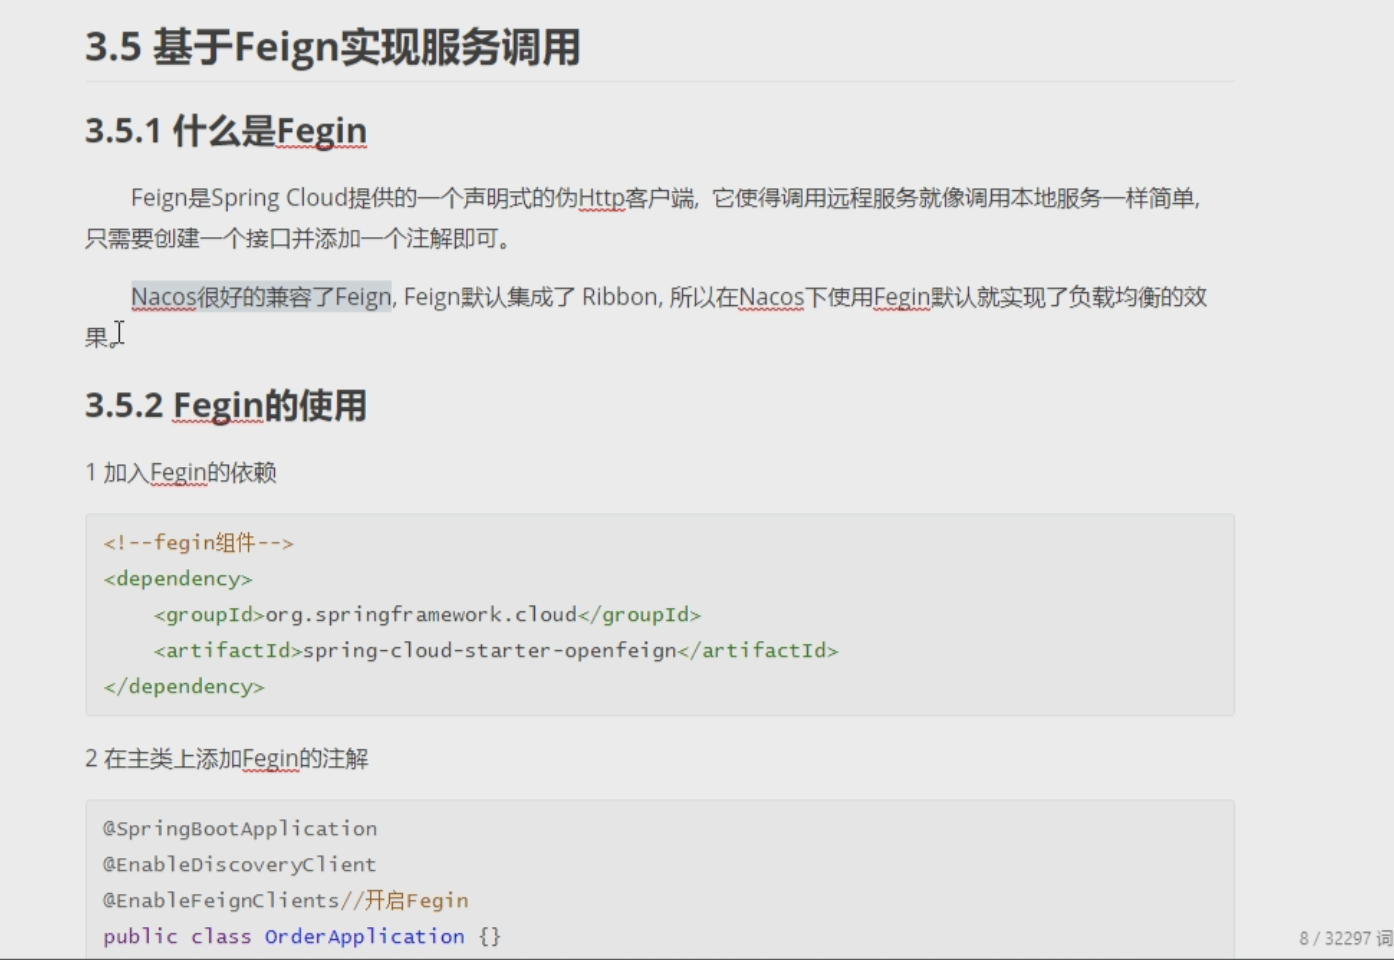 3.5 基于Feign实现服务调用
3.5.1 什么是Fegin
Feign是Spring Cloud提供的一个声明式的伪Http客户端, 它使得调用远程服务就像调用本地服务一样简单,
只需要创建一个接口并添加一个注解即可。
Nacos很好的兼容了Feign, Feign默认集成了 Ribbon, 所以在Nacos下使用Fegin默认就实现了负载均衡的效
果。
3.5.2 Fegin的使用
1 加入Fegin的依赖
<!--fegin组件-->
<dependency>
    <groupId>org.springframework.cloud</groupId>
    <artifactId>spring-cloud-starter-openfeign</artifactId>
</dependency>
2 在主类上添加Fegin的注解
@SpringBootApplication
@EnableDiscoveryClient
@EnableFeignClients//开启Fegin
public class OrderApplication {}
8 / 32297 词